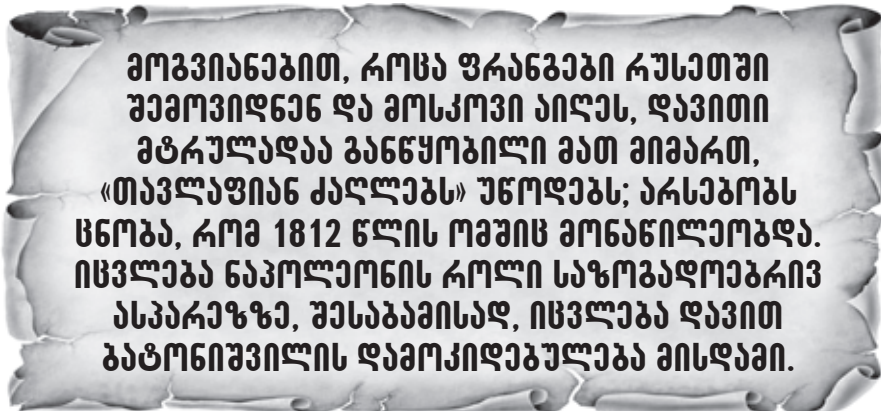 მოგვიანებით, როცა ფრანგები რუსეთში
შემოვიდნენ და მოსკოვი აიღეს, დავითი
მტრულადაა განწყობილი მათ მიმართ,
«თავლაფიან ძაღლებს» უწოდებს; არსებობს
ცნობა, რომ 1812 წლის ომშიც მონაწილეობდა.
იცვლება ნაპოლეონის როლი საზოგადოებრივ
ასპარეზზე, შესაბამისად, იცვლება დავით
ბატონიშვილის დამოკიდებულება მისდამი.